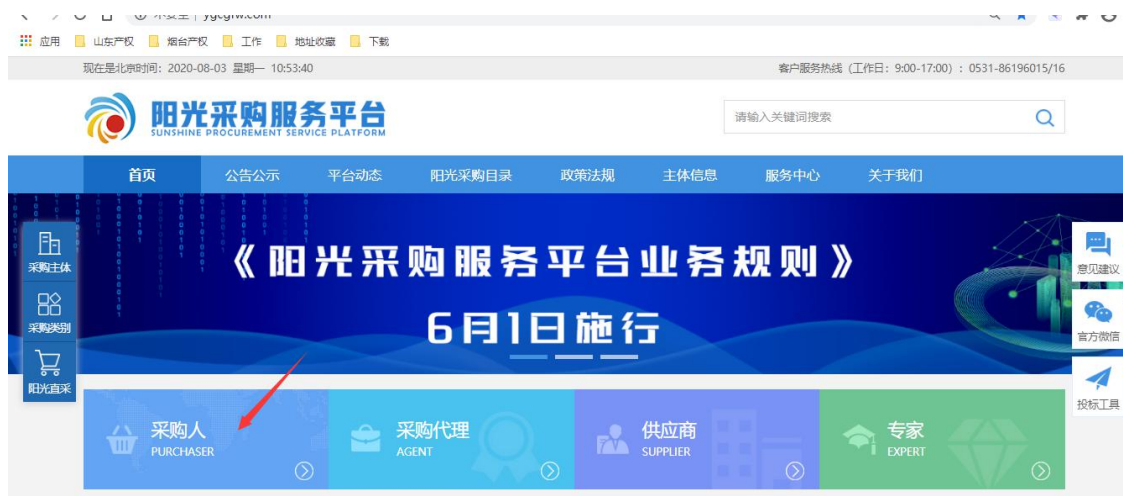 ygcgfw.com
应用 山东产权 烟台产权 工作 地址收藏 下载
现在是北京时间：2020-08-03 星期一 10:53:40 客户服务热线（工作日：9:00-17:00）：0531-86196015/16
阳光采购服务平台
SUNSHINE PROCUREMENT SERVICE PLATFORM
请输入关键词搜索
首页 公告公示 平台动态 阳光采购目录 政策法规 主体信息 服务中心 关于我们
《阳光采购服务平台业务规则》
6月1日施行
采购主体
采购类别
阳光直采
意见建议
官方微信
投标工具
采购人
PURCHASER
采购代理
AGENT
供应商
SUPPLIER
专家
EXPERT